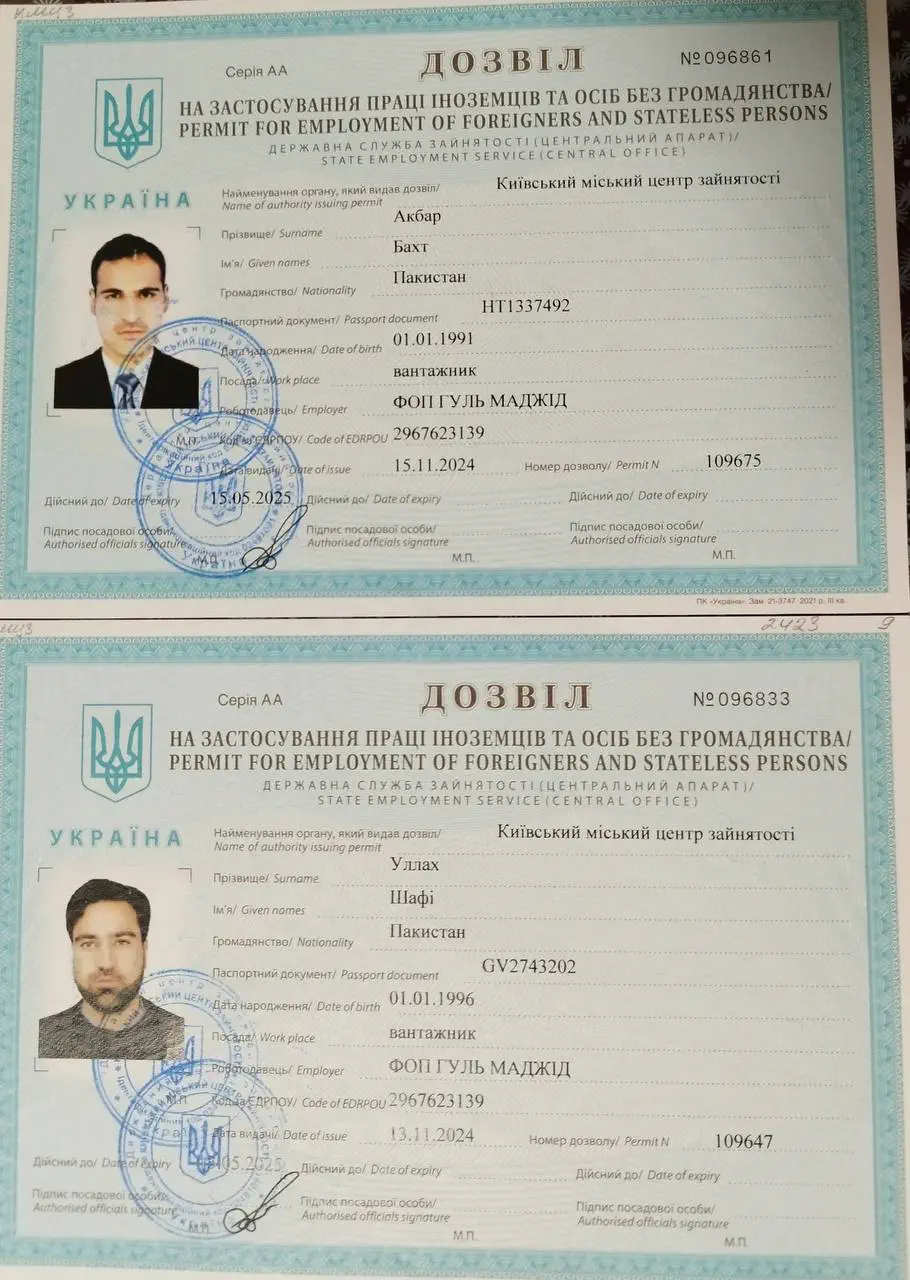 КМУЗ
Серія АА
ДОЗВІЛ
№096861
НА ЗАСТОСУВАННЯ ПРАЦІ ІНОЗЕМЦІВ ТА ОСІБ БЕЗ ГРОМАДЯНСТВА/
PERMIT FOR EMPLOYMENT OF FOREIGNERS AND STATELESS PERSONS
ДЕРЖАВНА СЛУЖБА ЗАЙНЯТОСТІ (ЦЕНТРАЛЬНИЙ АПАРАТ)/
STATE EMPLOYMENT SERVICE (CENTRAL OFFICE)
УКРАЇНА
Найменування органу, який видав дозвіл/ Київський міський центр зайнятості
Name of authority issuing permit
Прізвище/ Surname Акбар
Ім'я/ Given names Бахт
Громадянство/ Nationality Пакистан
Паспортний документ/ Passport document HT1337492
Дата народження/ Date of birth 01.01.1991
Посада/ Work place вантажник
Роботодавець/ Employer ФОП ГУЛЬ МАДЖІД
М.П. Код за ЄДРПОУ/ Code of EDRPOU 2967623139
Дата видачі/ Date of issue 15.11.2024 Номер дозволу/ Permit N 109675
Дійсний до/ Date of expiry 15.05.2025 Дійсний до/ Date of expiry Дійсний до/ Date of expiry
Підпис посадової особи/ Підпис посадової особи/ Підпис посадової особи/
Authorised officials signature Authorised officials signature Authorised officials signature
М.П. М.П. М.П.
ПК «Україна». Зам. 21-3747. 2021 р. III кв.
2423 9
Серія АА
ДОЗВІЛ
№096833
НА ЗАСТОСУВАННЯ ПРАЦІ ІНОЗЕМЦІВ ТА ОСІБ БЕЗ ГРОМАДЯНСТВА/
PERMIT FOR EMPLOYMENT OF FOREIGNERS AND STATELESS PERSONS
ДЕРЖАВНА СЛУЖБА ЗАЙНЯТОСТІ (ЦЕНТРАЛЬНИЙ АПАРАТ)/
STATE EMPLOYMENT SERVICE (CENTRAL OFFICE)
УКРАЇНА
Найменування органу, який видав дозвіл/ Київський міський центр зайнятості
Name of authority issuing permit
Прізвище/ Surname Уллах
Ім'я/ Given names Шафі
Громадянство/ Nationality Пакистан
Паспортний документ/ Passport document GV2743202
Дата народження/ Date of birth 01.01.1996
Посада/ Work place вантажник
Роботодавець/ Employer ФОП ГУЛЬ МАДЖІД
М.П. Код за ЄДРПОУ/ Code of EDRPOU 2967623139
Дата видачі/ Date of issue 13.11.2024 Номер дозволу/ Permit N 109647
Дійсний до/ Date of expiry Дійсний до/ Date of expiry Дійсний до/ Date of expiry
Підпис посадової особи/ Підпис посадової особи/ Підпис посадової особи/
Authorised officials signature Authorised officials signature Authorised officials signature
М.П. М.П. М.П.